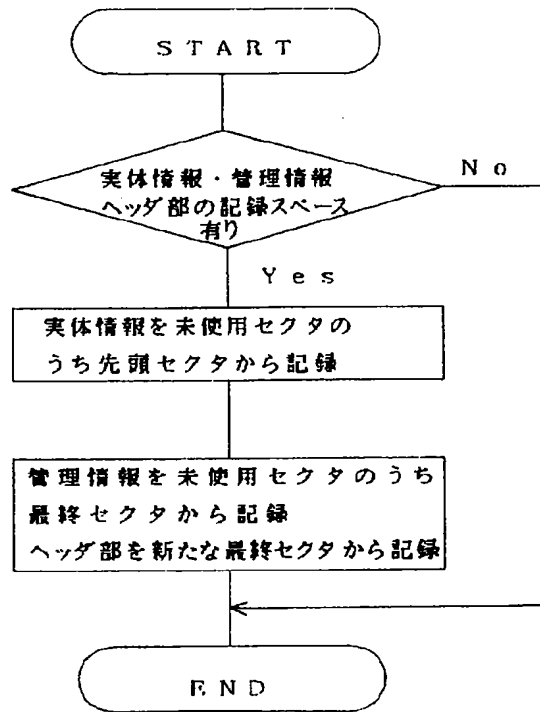 START
実体情報・管理情報
ヘッダ部の記録スペース
有り
No
Yes
実体情報を未使用セクタの
うち先頭セクタから記録
管理情報を未使用セクタのうち
最終セクタから記録
ヘッダ部を新たな最終セクタから記録
END